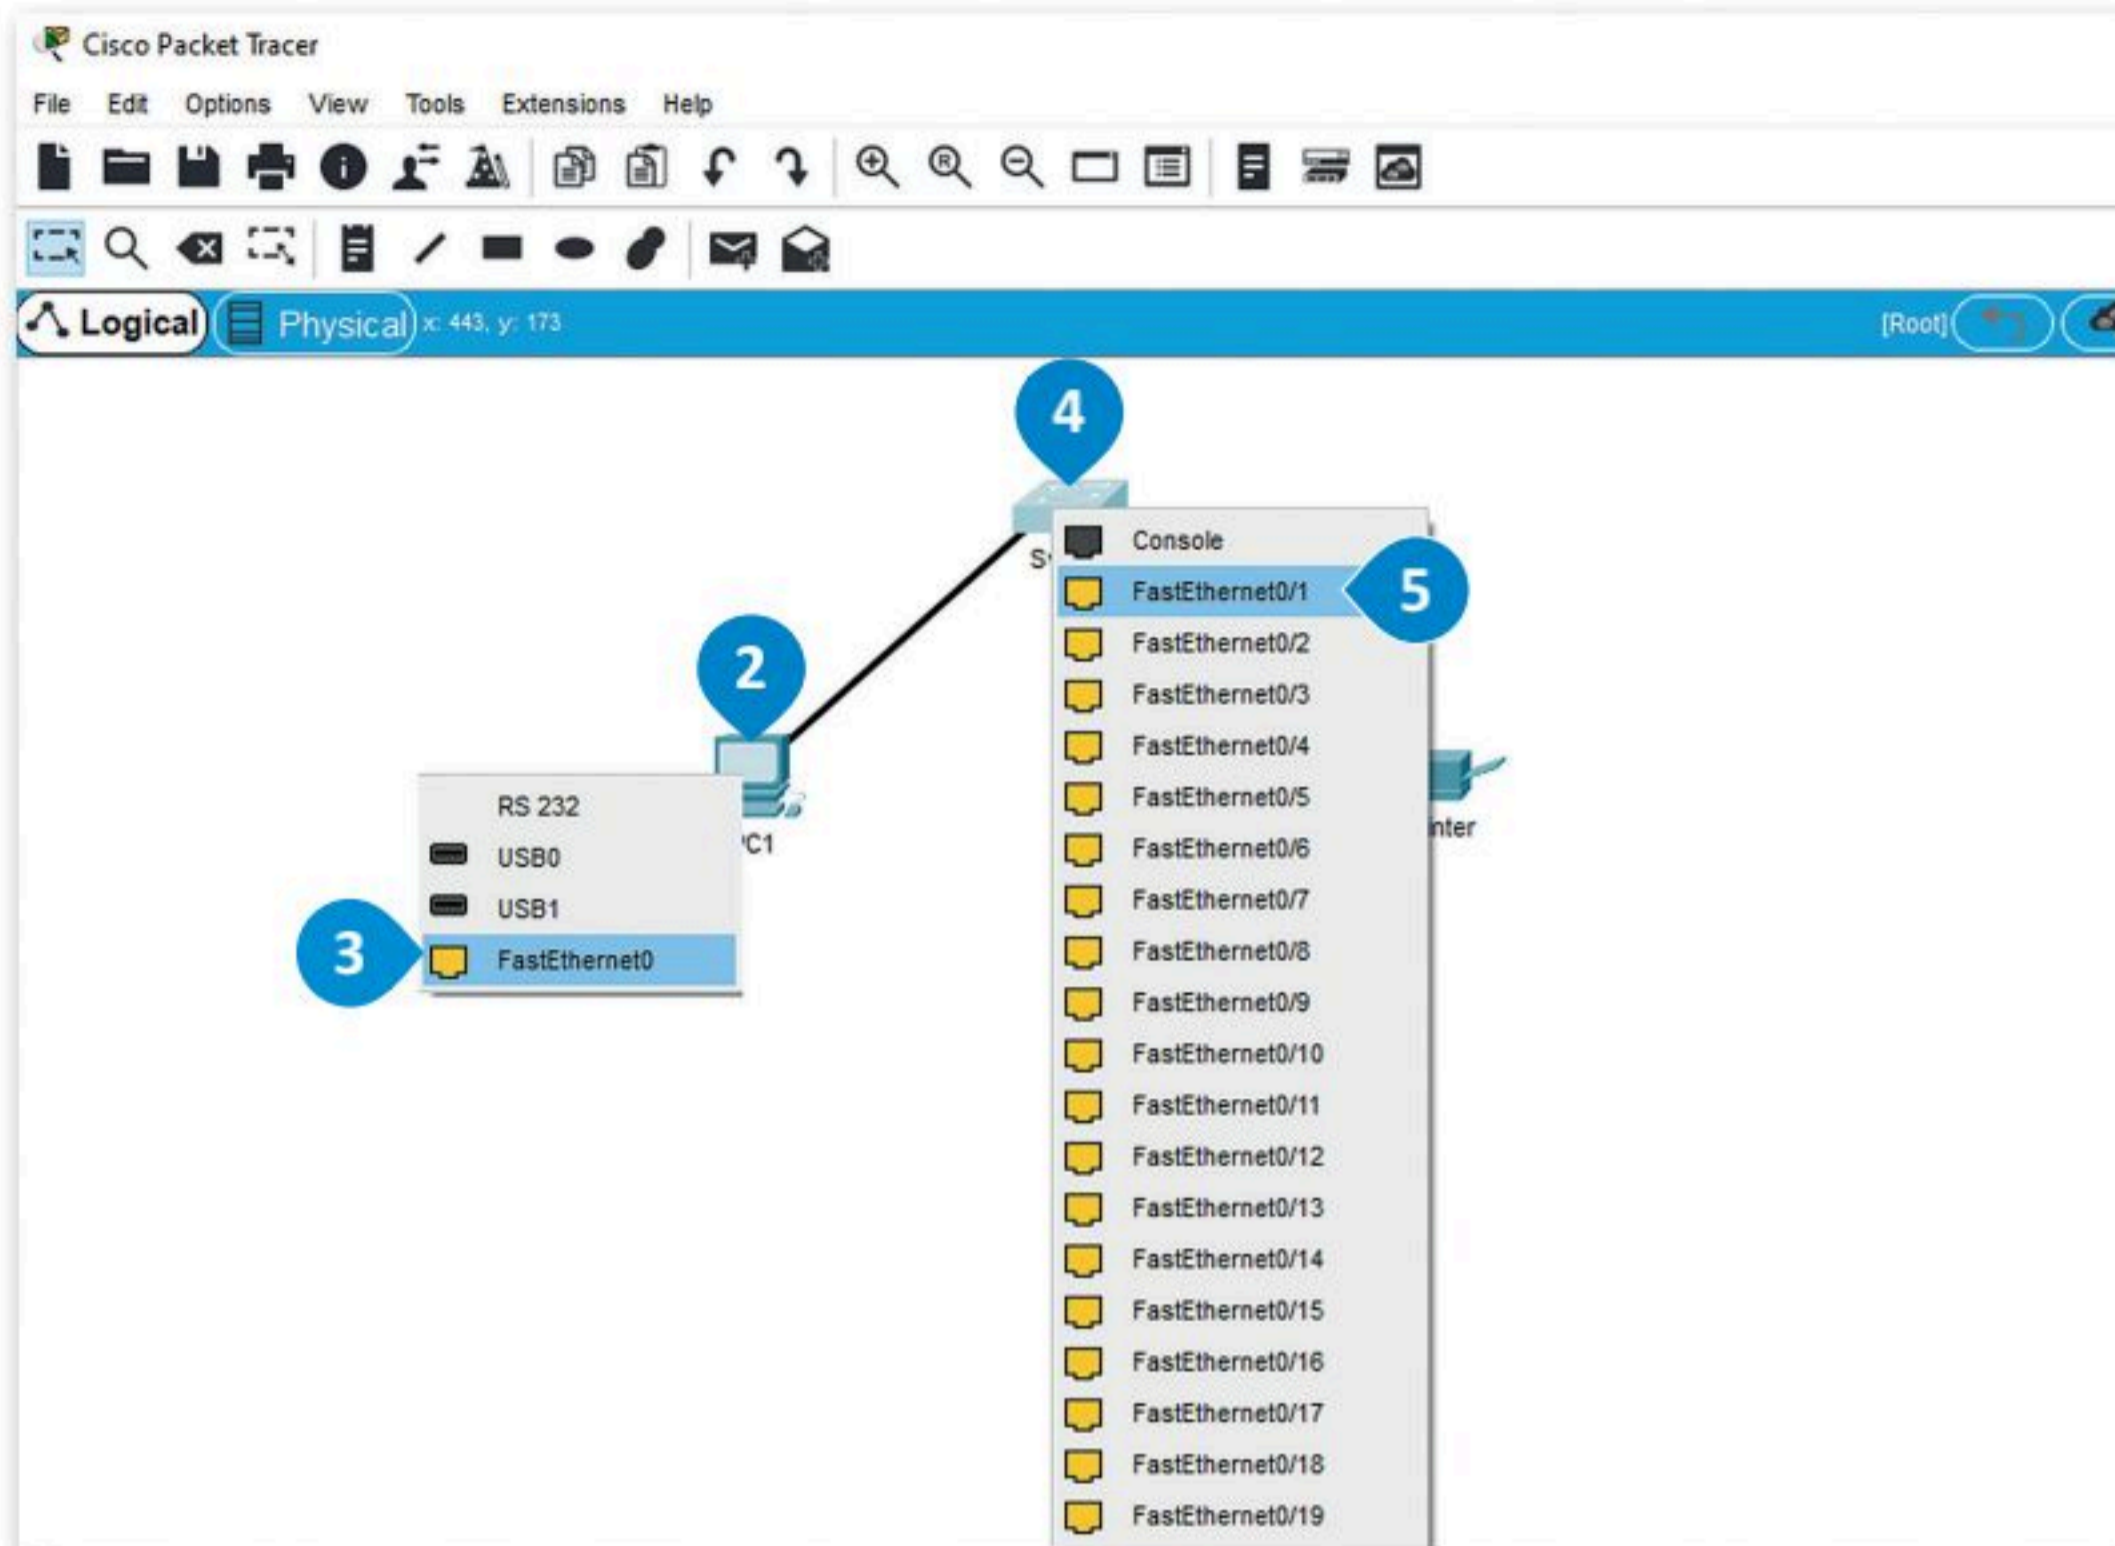 Cisco Packet Tracer
File Edit Options View Tools Extensions Help
Logical Physical x: 443, y: 173 [Root]
4
Console
FastEthernet0/1 5
FastEthernet0/2
2
FastEthernet0/3
FastEthernet0/4
FastEthernet0/5
RS 232
nter
C1
FastEthernet0/6
USB0
FastEthernet0/7
USB1
FastEthernet0/8
3 FastEthernet0
FastEthernet0/9
FastEthernet0/10
FastEthernet0/11
FastEthernet0/12
FastEthernet0/13
FastEthernet0/14
FastEthernet0/15
FastEthernet0/16
FastEthernet0/17
FastEthernet0/18
FastEthernet0/19